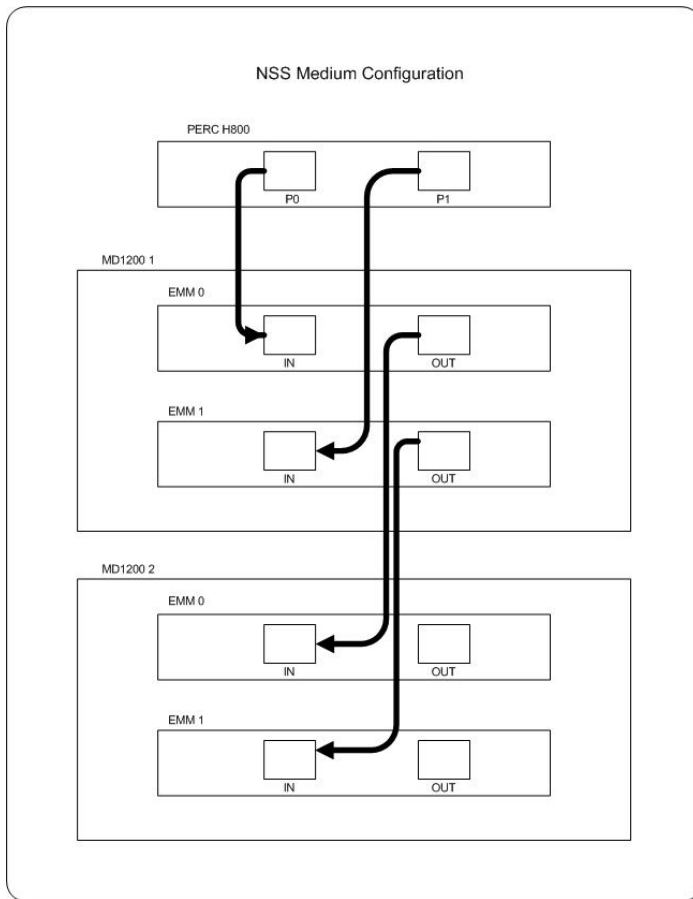 NSS Medium Configuration
PERC H800
P0 P1
MD1200 1
EMM 0
IN OUT
EMM 1
IN OUT
MD1200 2
EMM 0
IN OUT
EMM 1
IN OUT